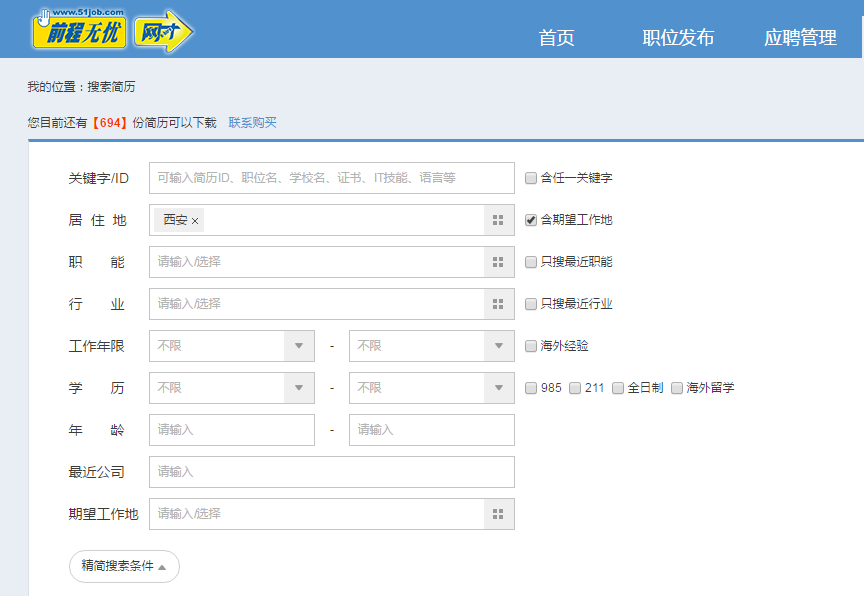 www.51job.com
前程无忧 网才
首页 职位发布 应聘管理
我的位置：搜索简历
您目前还有【694】份简历可以下载 联系购买
关键字/ID 可输入简历ID、职位名、学校名、证书、IT技能、语言等 含任一关键字
居 住 地 西安 × 含期望工作地
职 能 请输入/选择 只搜最近职能
行 业 请输入/选择 只搜最近行业
工作年限 不限 - 不限 海外经验
学 历 不限 - 不限 985 211 全日制 海外留学
年 龄 请输入 - 请输入
最近公司 请输入
期望工作地 请输入/选择
精简搜索条件